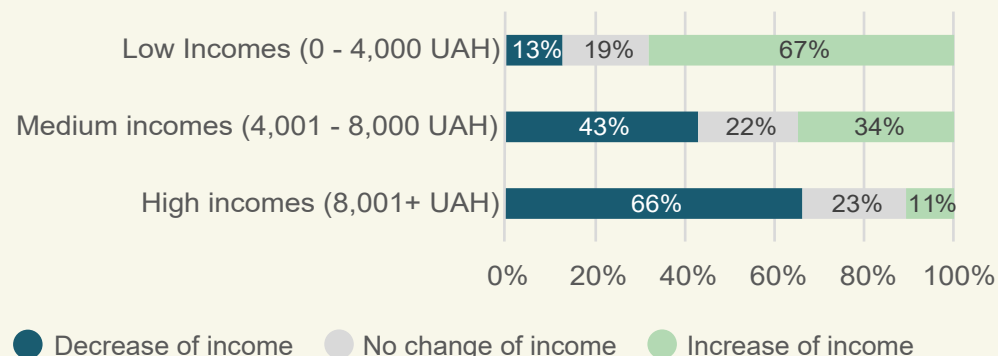 Low Incomes (0 - 4,000 UAH) 13% 19% 67%
Medium incomes (4,001 - 8,000 UAH) 43% 22% 34%
High incomes (8,001+ UAH) 66% 23% 11%
0% 20% 40% 60% 80% 100%
Decrease of income No change of income Increase of income